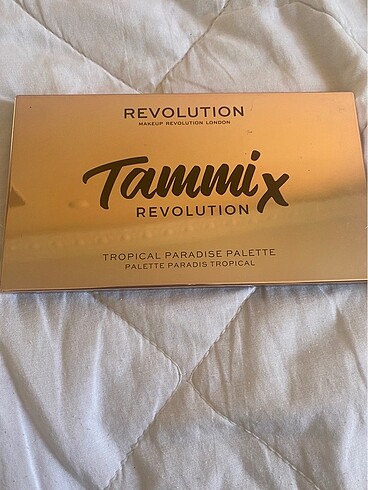 REVOLUTION
MAKEUP REVOLUTION LONDON
Tammi x
REVOLUTION
TROPICAL PARADISE PALETTE
PALETTE PARADIS TROPICAL